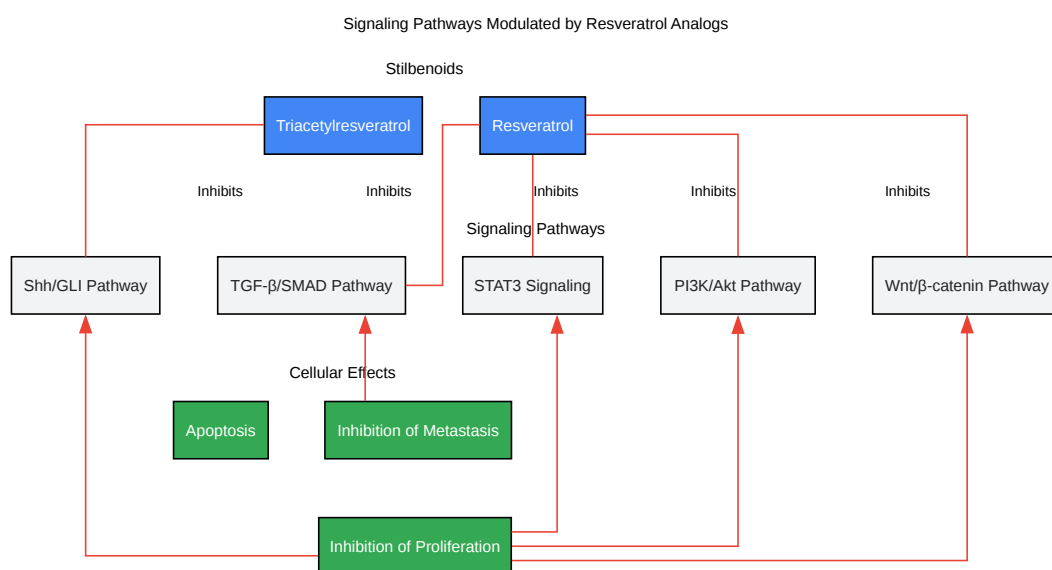 Signaling Pathways Modulated by Resveratrol Analogs
Stilbenoids
Triacetylresveratrol
Resveratrol
Inhibits
Inhibits
Inhibits
Inhibits
Inhibits
Signaling Pathways
Shh/GLI Pathway
TGF-β/SMAD Pathway
STAT3 Signaling
PI3K/Akt Pathway
Wnt/β-catenin Pathway
Cellular Effects
Apoptosis
Inhibition of Metastasis
Inhibition of Proliferation